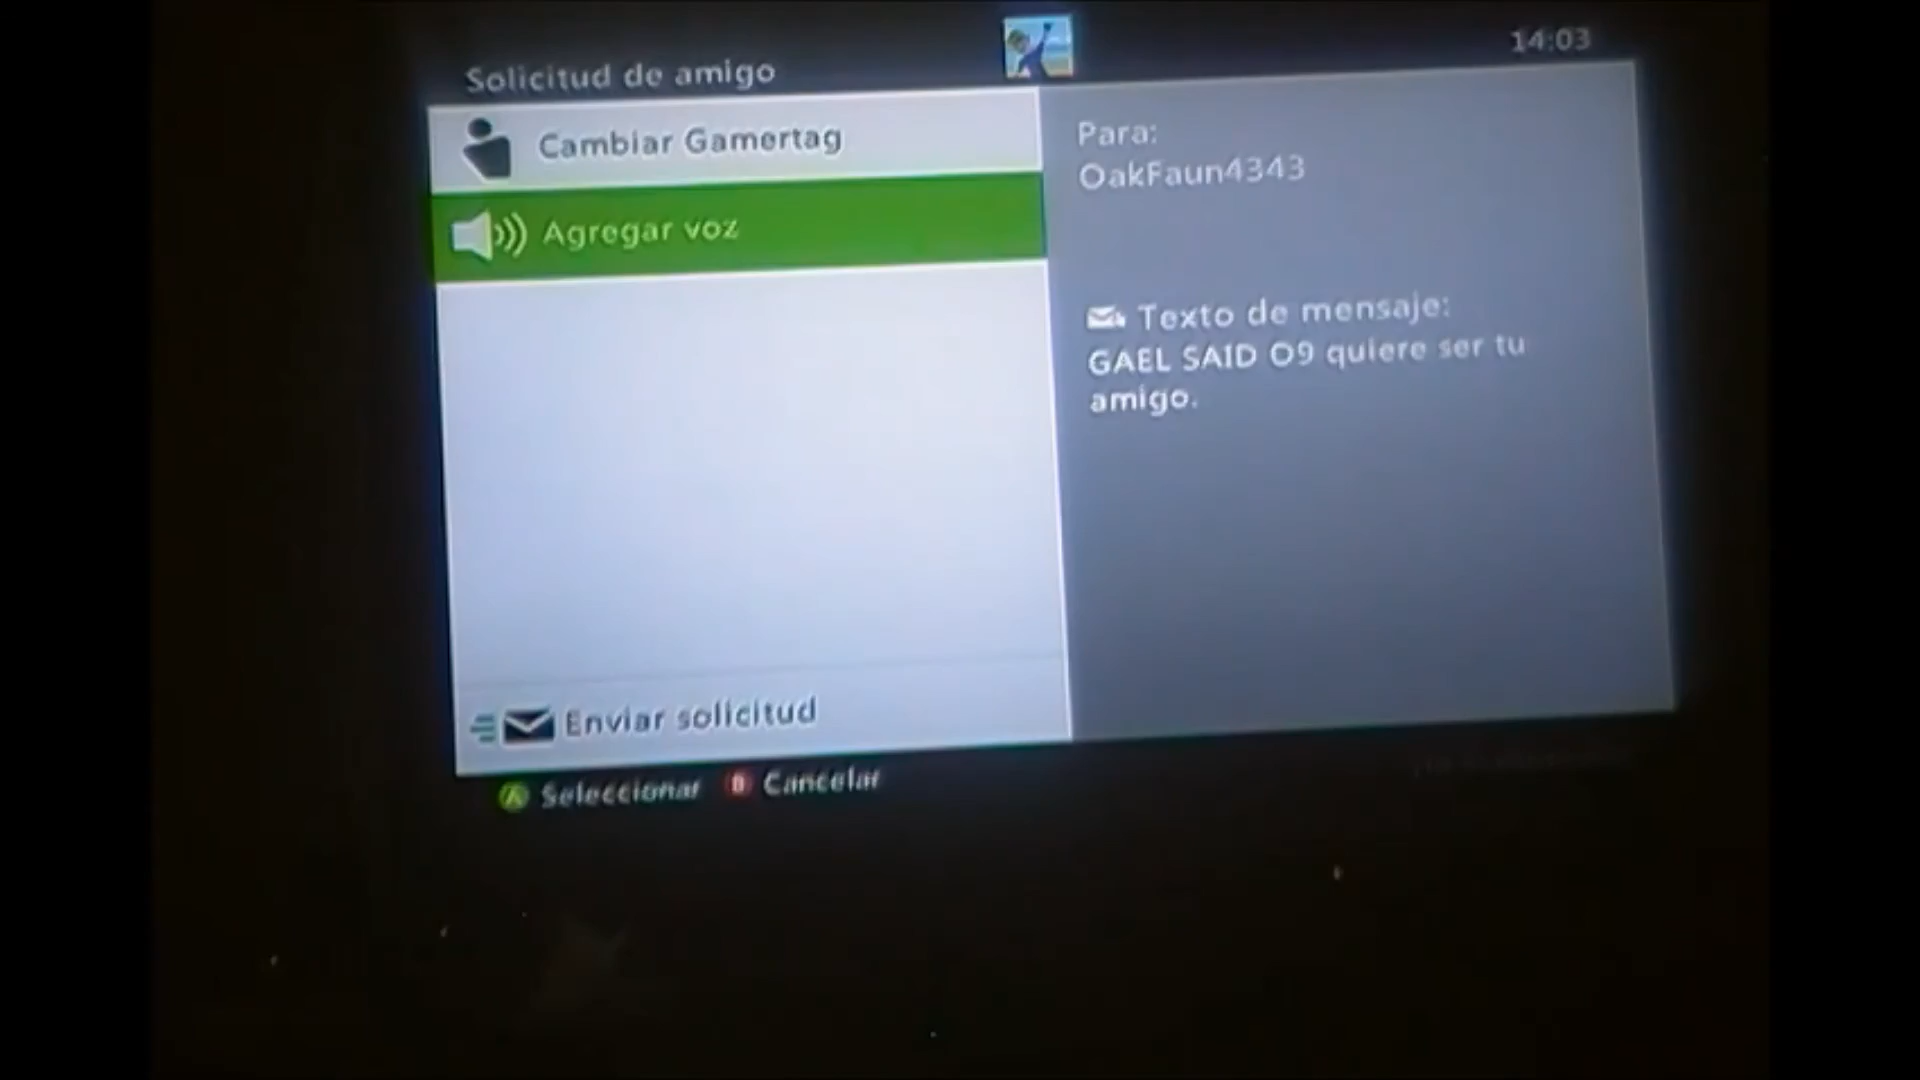 Solicitud de amigo
14:03
Cambiar Gamertag
Agregar voz
Enviar solicitud
Para:
OakFaun4343
Texto de mensaje:
GAEL SAID O9 quiere ser tu
amigo.
A Seleccionar B Cancelar